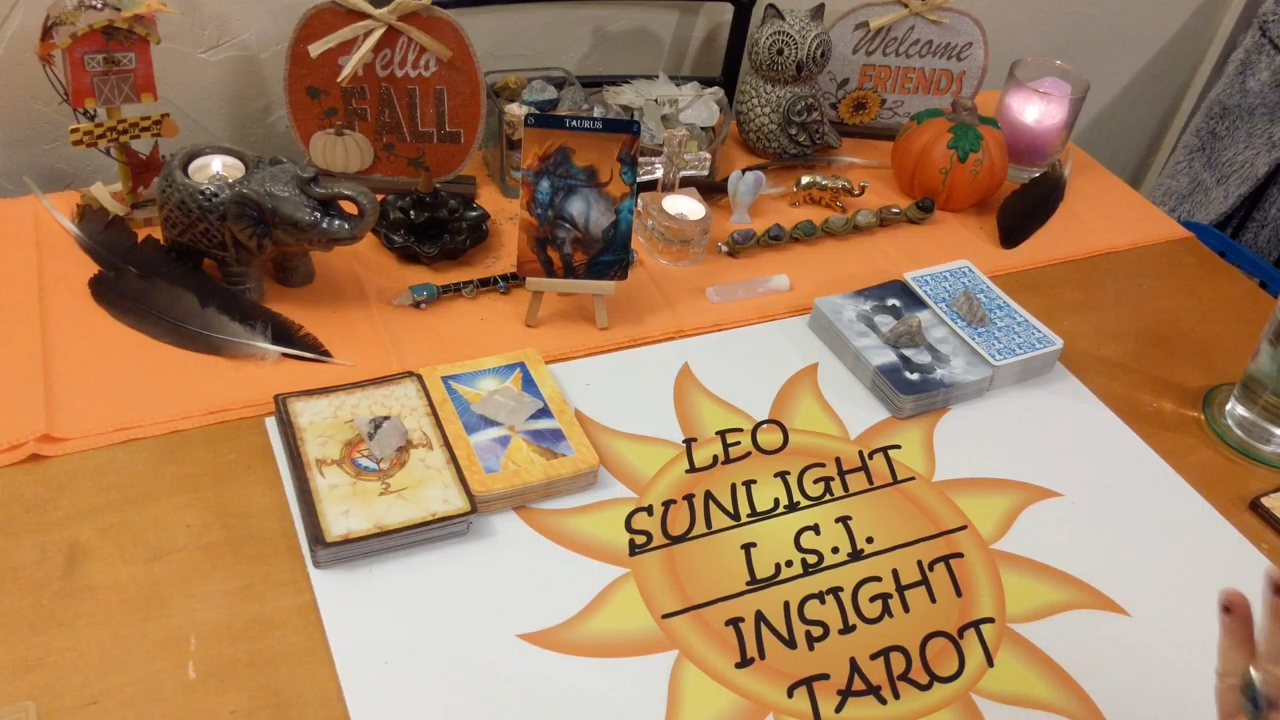 Hello
FALL
Welcome
FRIENDS
TAURUS
LEO
SUNLIGHT
L.S.I.
INSIGHT
TAROT